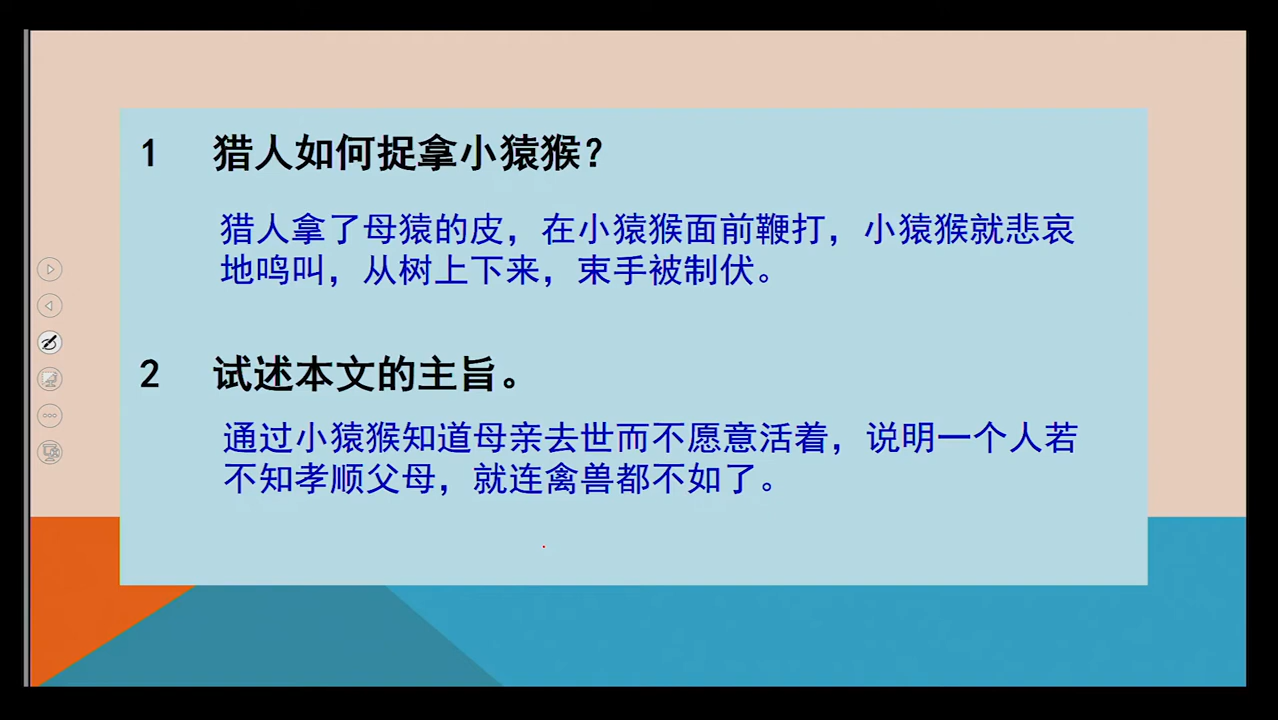 1 猎人如何捉拿小猿猴？
猎人拿了母猿的皮，在小猿猴面前鞭打，小猿猴就悲哀
地鸣叫，从树上下来，束手被制伏。
2 试述本文的主旨。
通过小猿猴知道母亲去世而不愿意活着，说明一个人若
不知孝顺父母，就连禽兽都不如了。